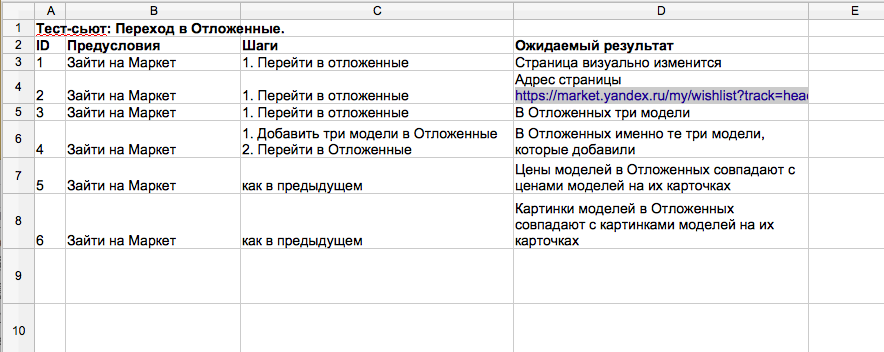 A B C D E
1 Тест-сьют: Переход в Отложенные.
2 ID Предусловия Шаги Ожидаемый результат
3 1 Зайти на Маркет 1. Перейти в отложенные Страница визуально изменится
Адрес страницы
4 2 Зайти на Маркет 1. Перейти в отложенные https://market.yandex.ru/my/wishlist?track=head
5 3 Зайти на Маркет 1. Перейти в отложенные В Отложенных три модели
1. Добавить три модели в Отложенные В Отложенных именно те три модели,
6 4 Зайти на Маркет 2. Перейти в Отложенные которые добавили
Цены моделей в Отложенных совпадают с
7 5 Зайти на Маркет как в предыдущем ценами моделей на их карточках
Картинки моделей в Отложенных
8 совпадают с картинками моделей на их
6 Зайти на Маркет как в предыдущем карточках
9
10